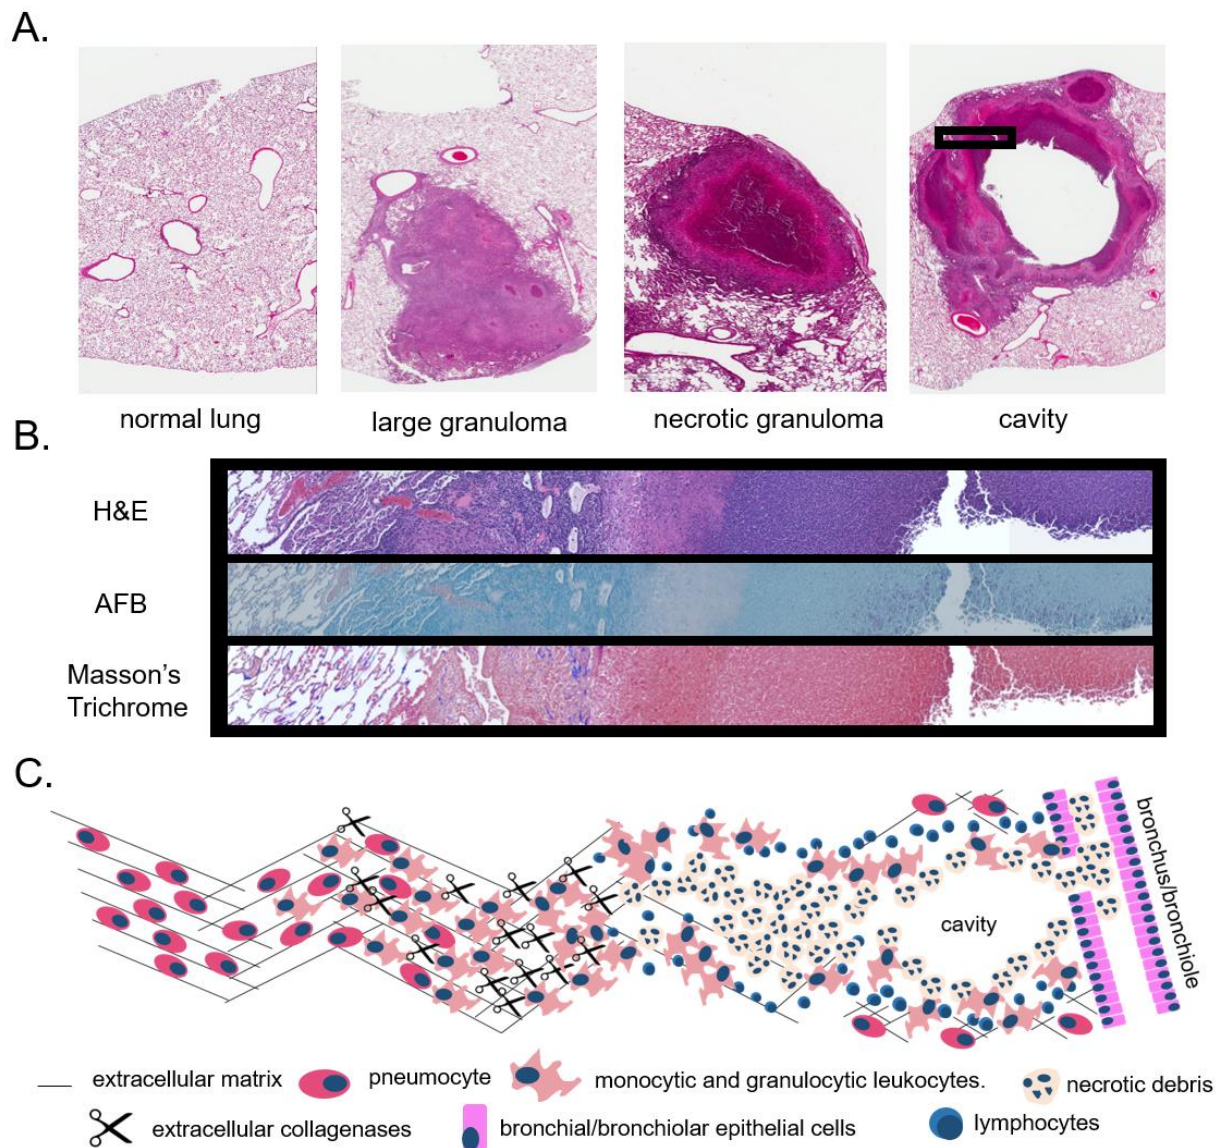 A.
normal lung
large granuloma
necrotic granuloma
cavity
B.
H&E
AFB
Masson's
Trichrome
C.
cavity
bronchus/bronchiole
extracellular matrix
pneumocyte
monocytic and granulocytic leukocytes.
necrotic debris
extracellular collagenases
bronchial/bronchiolar epithelial cells
lymphocytes